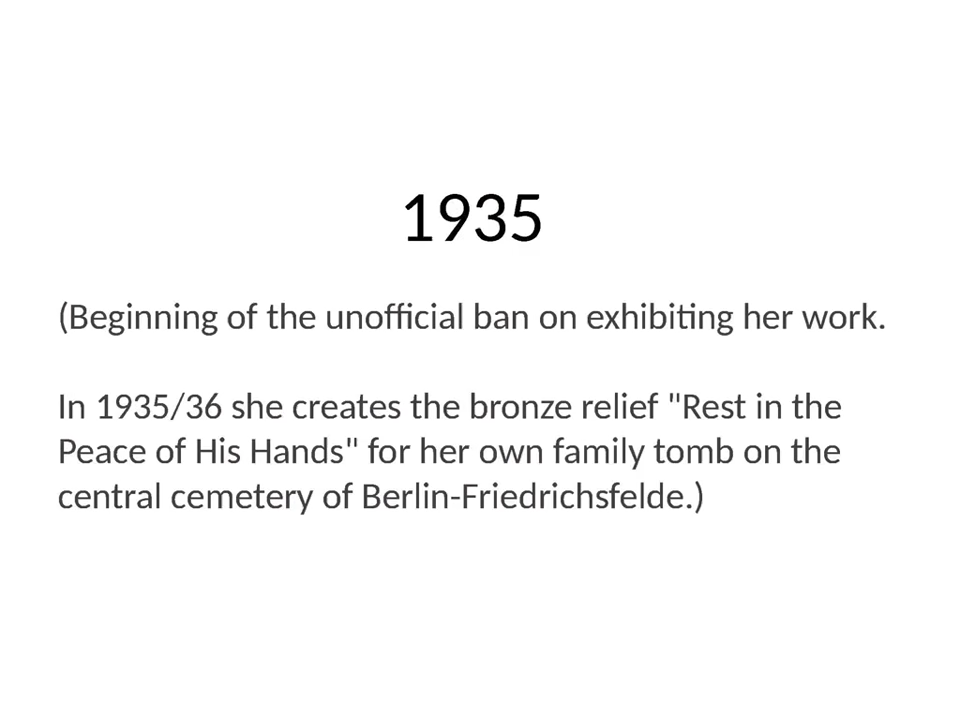 1935
(Beginning of the unofficial ban on exhibiting her work.
In 1935/36 she creates the bronze relief "Rest in the
Peace of His Hands" for her own family tomb on the
central cemetery of Berlin-Friedrichsfelde.)